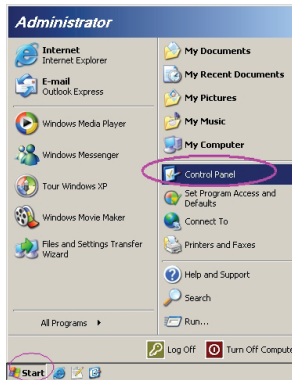 Administrator
Internet
Internet Explorer
E-mail
Outlook Express
Windows Media Player
Windows Messenger
Tour Windows XP
Windows Movie Maker
Files and Settings Transfer
Wizard
All Programs
My Documents
My Recent Documents
My Pictures
My Music
My Computer
Control Panel
Set Program Access and
Defaults
Connect To
Printers and Faxes
Help and Support
Search
Run...
Log Off
Turn Off Compute
Start